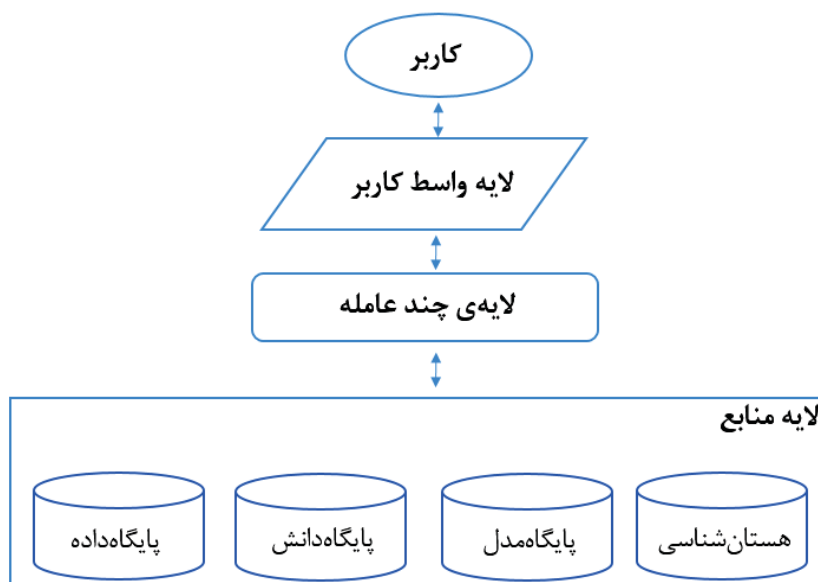 کاربر
لایه واسط کاربر
لایه‌ی چند عامله
لایه منابع
هستان‌شناسی
پایگاه‌مدل
پایگاه‌دانش
پایگاه‌داده